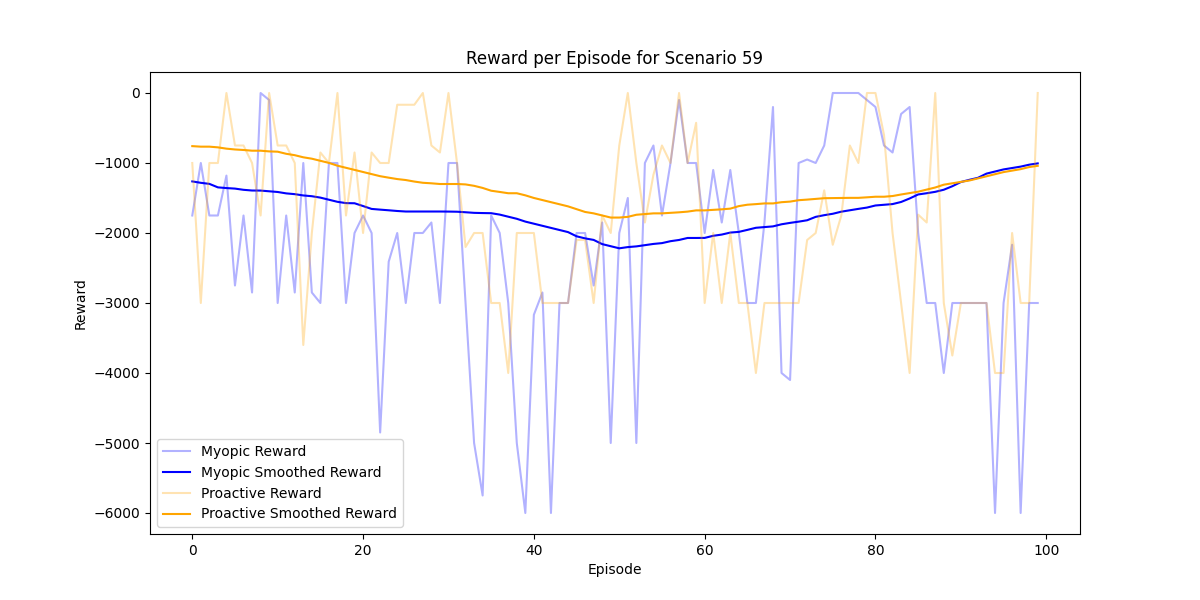 Reward per Episode for Scenario 59
Reward
0
−1000
−2000
−3000
−4000
−5000
−6000
Myopic Reward
Myopic Smoothed Reward
Proactive Reward
Proactive Smoothed Reward
0 20 40 60 80 100
Episode